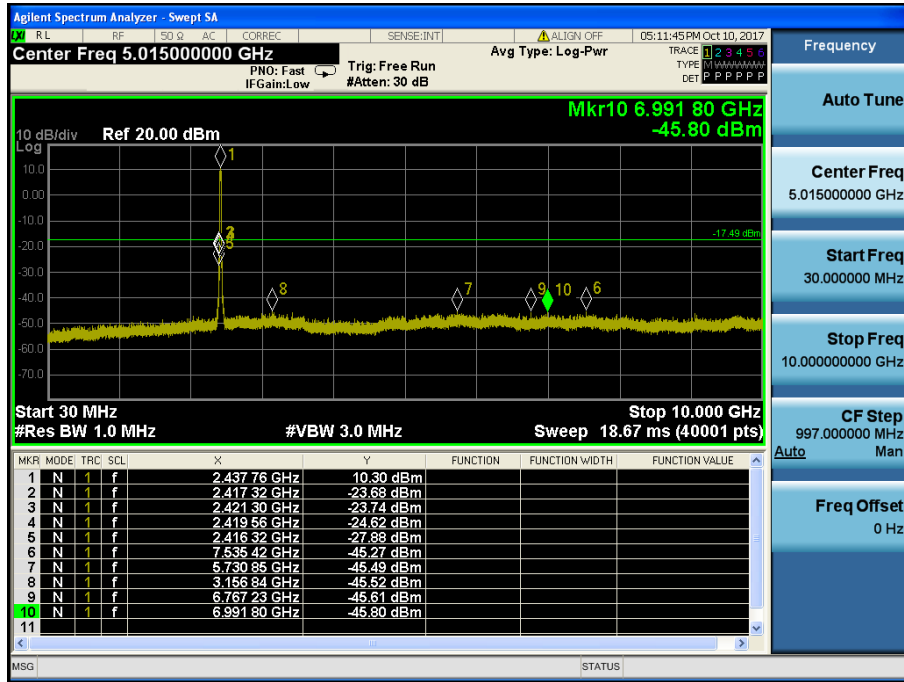 Agilent Spectrum Analyzer - Swept SA
LXI RL RF 50 Ω AC CORREC SENSE:INT ALIGN OFF 05:11:45 PM Oct 10, 2017
Center Freq 5.015000000 GHz
PNO: Fast
IFGain:Low
Trig: Free Run
#Atten: 30 dB
Avg Type: Log-Pwr
TRACE 1 2 3 4 5 6
TYPE M WWWWW
DET P P P P P P
Mkr10 6.991 80 GHz
-45.80 dBm
10 dB/div Ref 20.00 dBm
Log
10.0
0.00
-10.0
-20.0
-30.0
-40.0
-50.0
-60.0
-70.0
1
5
8
7
9
10
6
-17.49 dBm
Start 30 MHz Stop 10.000 GHz
#Res BW 1.0 MHz #VBW 3.0 MHz Sweep 18.67 ms (40001 pts)
MKR MODE TRC SCL X Y FUNCTION FUNCTION WIDTH FUNCTION VALUE
1 N 1 f 2.437 76 GHz 10.30 dBm
2 N 1 f 2.417 32 GHz -23.68 dBm
3 N 1 f 2.421 30 GHz -23.74 dBm
4 N 1 f 2.419 56 GHz -24.62 dBm
5 N 1 f 2.416 32 GHz -27.88 dBm
6 N 1 f 7.535 42 GHz -45.27 dBm
7 N 1 f 5.730 85 GHz -45.49 dBm
8 N 1 f 3.156 84 GHz -45.52 dBm
9 N 1 f 6.767 23 GHz -45.61 dBm
10 N 1 f 6.991 80 GHz -45.80 dBm
11
MSG STATUS
Frequency
Auto Tune
Center Freq
5.015000000 GHz
Start Freq
30.000000 MHz
Stop Freq
10.000000000 GHz
CF Step
997.000000 MHz
Auto Man
Freq Offset
0 Hz